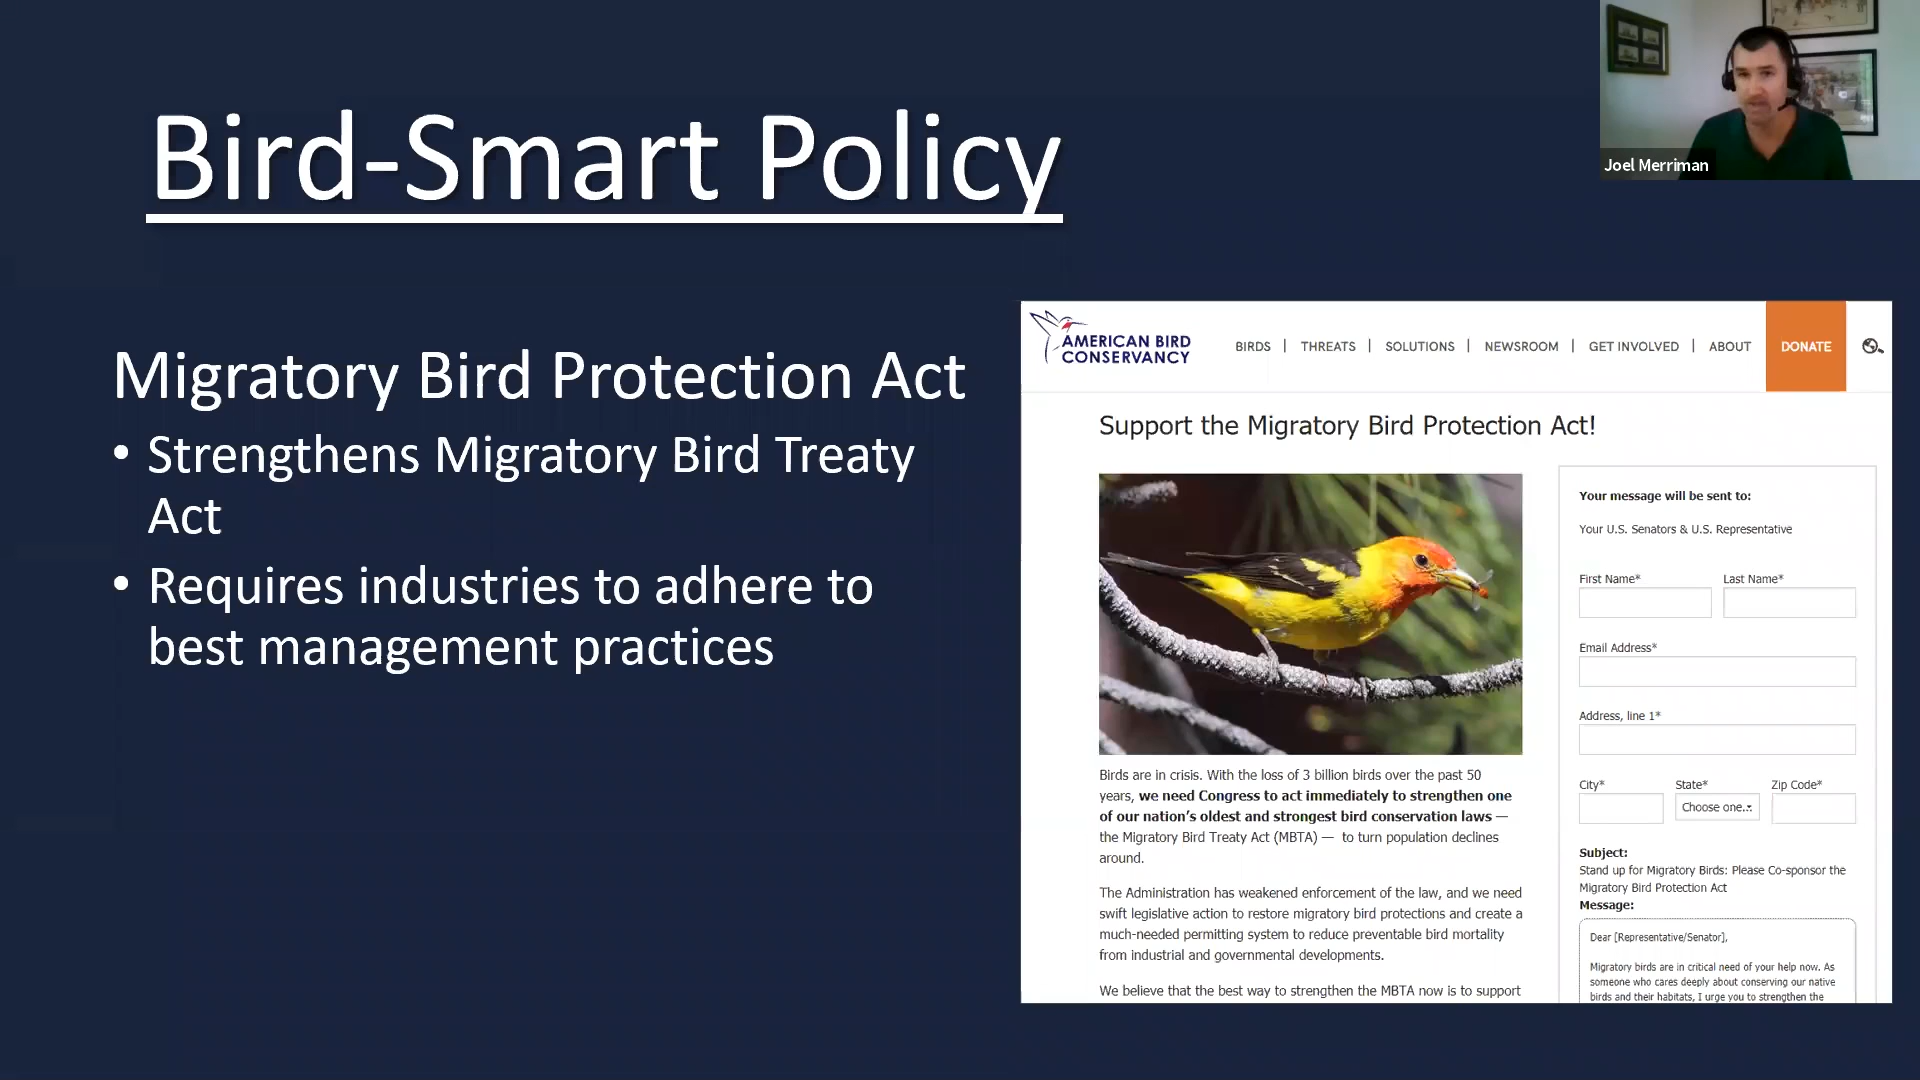 Bird-Smart Policy
Joel Merriman
Migratory Bird Protection Act
• Strengthens Migratory Bird Treaty
Act
• Requires industries to adhere to
best management practices
AMERICAN BIRD
CONSERVANCY
BIRDS | THREATS | SOLUTIONS | NEWSROOM | GET INVOLVED | ABOUT
DONATE
Support the Migratory Bird Protection Act!
Birds are in crisis. With the loss of 3 billion birds over the past 50
years, we need Congress to act immediately to strengthen one
of our nation's oldest and strongest bird conservation laws —
the Migratory Bird Treaty Act (MBTA) — to turn population declines
around.
The Administration has weakened enforcement of the law, and we need
swift legislative action to restore migratory bird protections and create a
much-needed permitting system to reduce preventable bird mortality
from industrial and governmental developments.
We believe that the best way to strengthen the MBTA now is to support
Your message will be sent to:
Your U.S. Senators & U.S. Representative
First Name* Last Name*
Email Address*
Address, line 1*
City* State* Zip Code*
Choose one..
Subject:
Stand up for Migratory Birds: Please Co-sponsor the
Migratory Bird Protection Act
Message:
Dear [Representative/Senator],
Migratory birds are in critical need of your help now. As
someone who cares deeply about conserving our native
birds and their habitats, I urge you to strengthen the